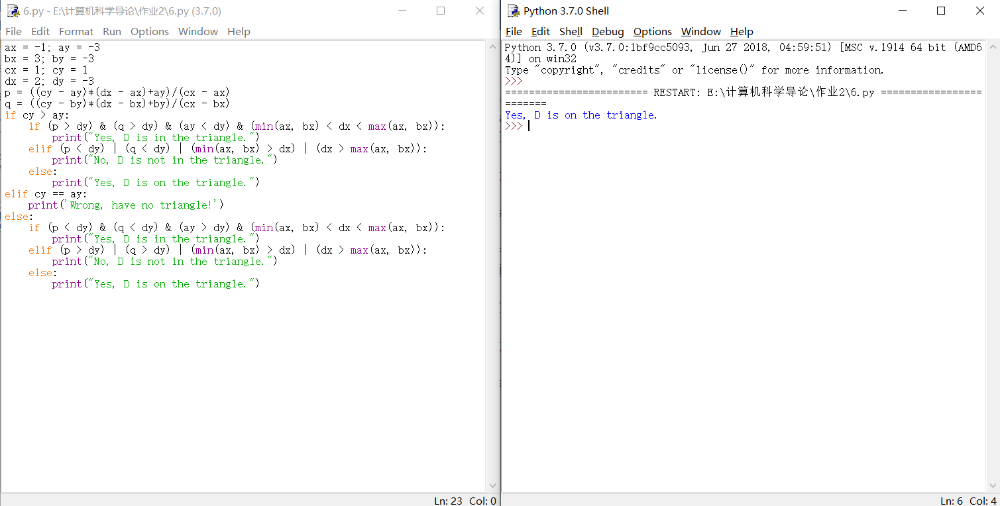 6.py - E:\计算机科学导论\作业2\6.py (3.7.0)
File Edit Format Run Options Window Help
ax = -1; ay = -3
bx = 3; by = -3
cx = 1; cy = 1
dx = 2; dy = -3
p = ((cy - ay)*(dx - ax)+ay)/(cx - ax)
q = ((cy - by)*(dx - bx)+by)/(cx - bx)
if cy > ay:
    if (p > dy) & (q > dy) & (ay < dy) & (min(ax, bx) < dx < max(ax, bx)):
        print("Yes, D is in the triangle.")
    elif (p < dy) | (q < dy) | (min(ax, bx) > dx) | (dx > max(ax, bx)):
        print("No, D is not in the triangle.")
    else:
        print("Yes, D is on the triangle.")
elif cy == ay:
    print('Wrong, have no triangle!')
else:
    if (p < dy) & (q < dy) & (ay > dy) & (min(ax, bx) < dx < max(ax, bx)):
        print("Yes, D is in the triangle.")
    elif (p > dy) | (q > dy) | (min(ax, bx) > dx) | (dx > max(ax, bx)):
        print("No, D is not in the triangle.")
    else:
        print("Yes, D is on the triangle.")
Ln: 23 Col: 0
Python 3.7.0 Shell
File Edit Shell Debug Options Window Help
Python 3.7.0 (v3.7.0:1bf9cc5093, Jun 27 2018, 04:59:51) [MSC v.1914 64 bit (AMD6
4)] on win32
Type "copyright", "credits" or "license()" for more information.
>>>
======================== RESTART: E:\计算机科学导论\作业2\6.py =================
=======
Yes, D is on the triangle.
>>>
Ln: 6 Col: 4